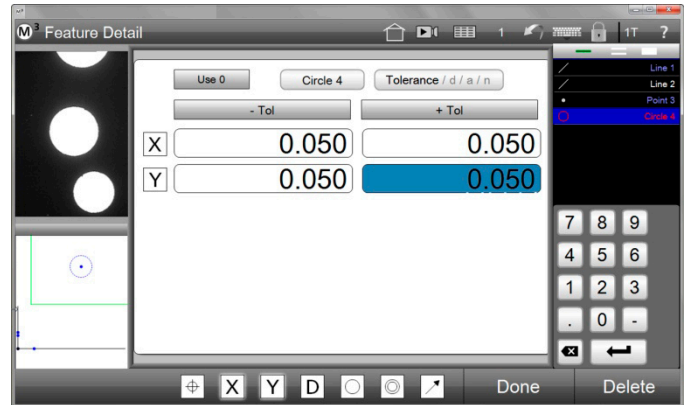 M³ Feature Detail 1 1T ?
Use 0 Circle 4 Tolerance / d / a / n
- Tol + Tol
X 0.050 0.050
Y 0.050 0.050
Line 1
Line 2
Point 3
Circle 4
7 8 9
4 5 6
1 2 3
. 0 -
X Y D Done Delete